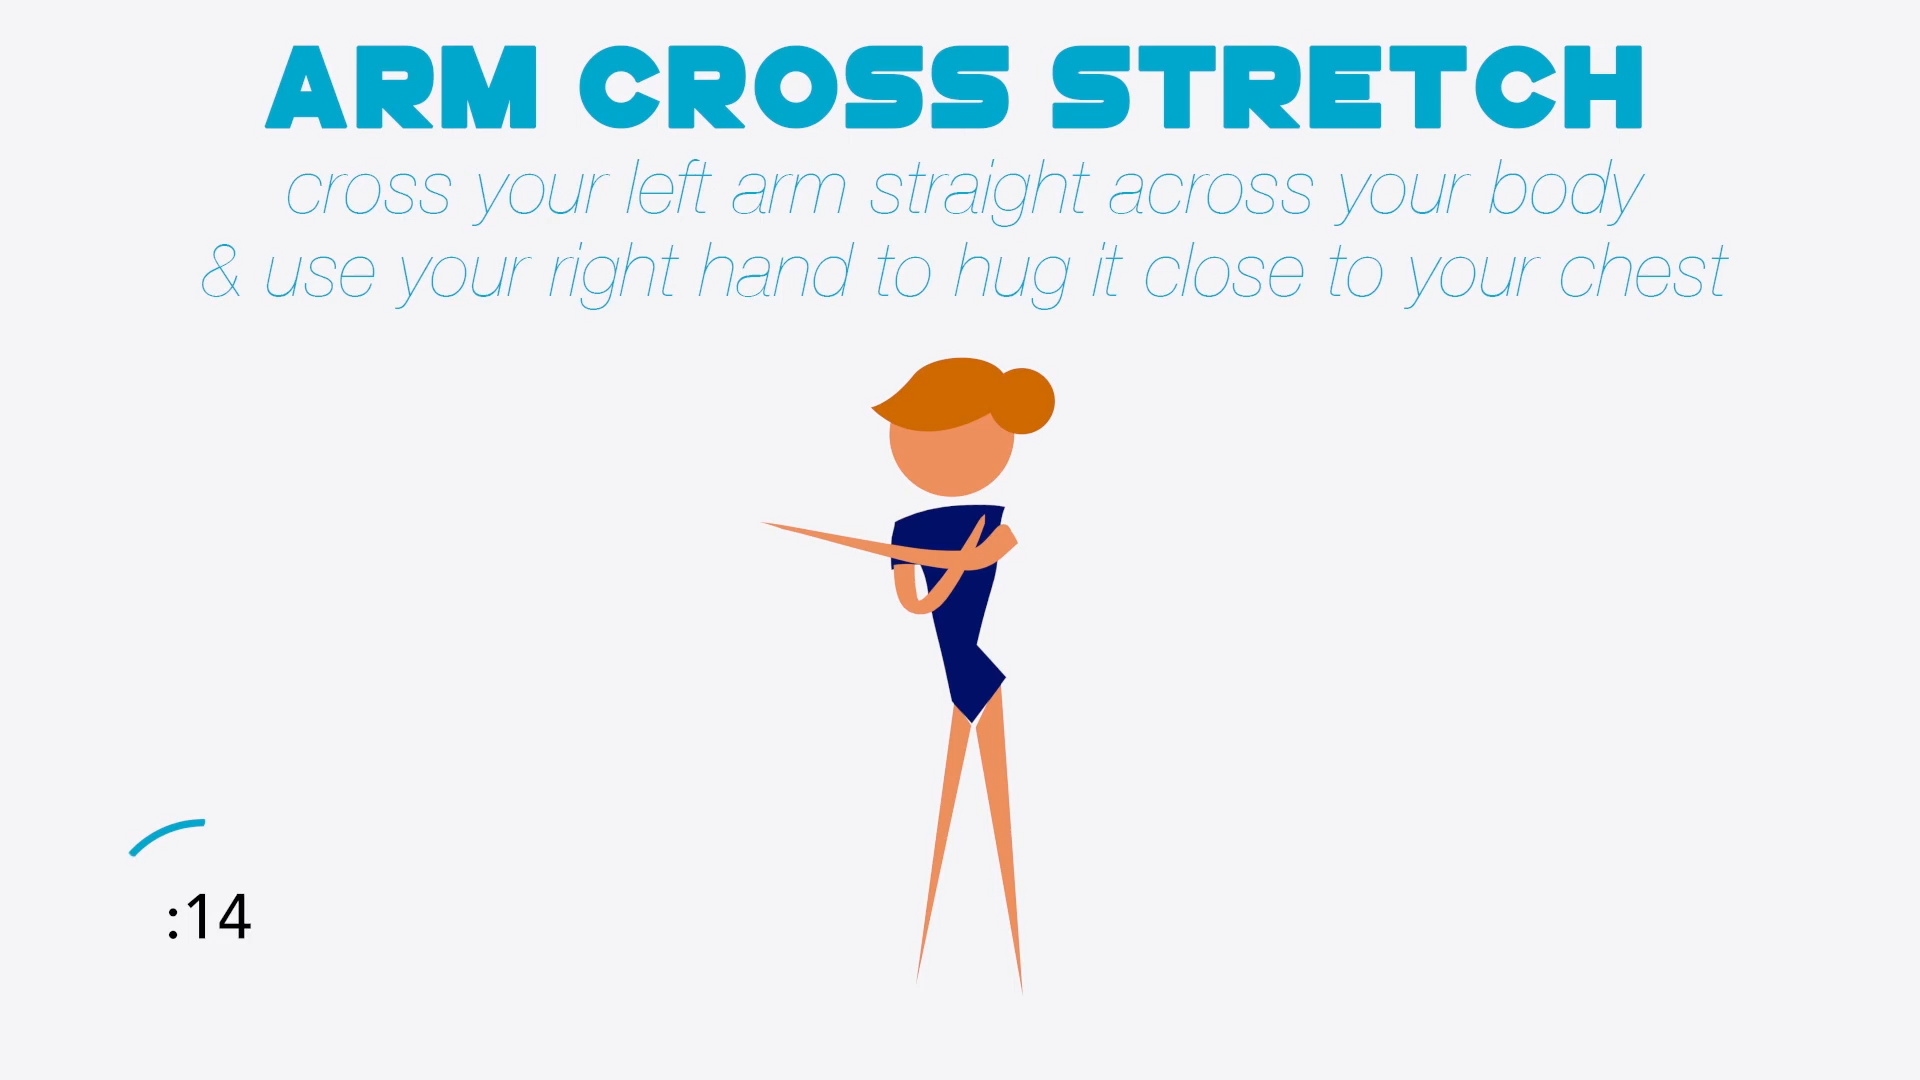 ARM CROSS STRETCH
cross your left arm straight across your body
& use your right hand to hug it close to your chest
:14